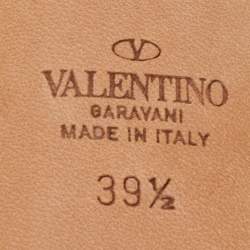 VALENTINO
GARAVANI
MADE IN ITALY
39½